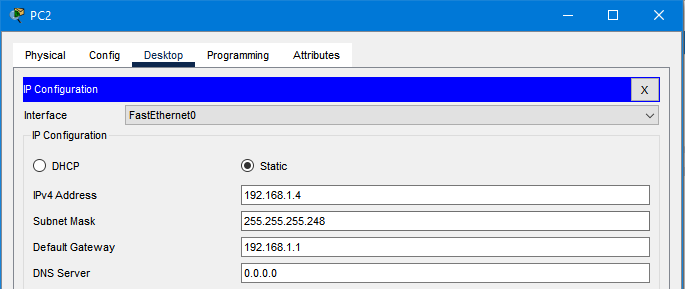 PC2
Physical Config Desktop Programming Attributes
IP Configuration X
Interface FastEthernet0
IP Configuration
DHCP Static
IPv4 Address 192.168.1.4
Subnet Mask 255.255.255.248
Default Gateway 192.168.1.1
DNS Server 0.0.0.0